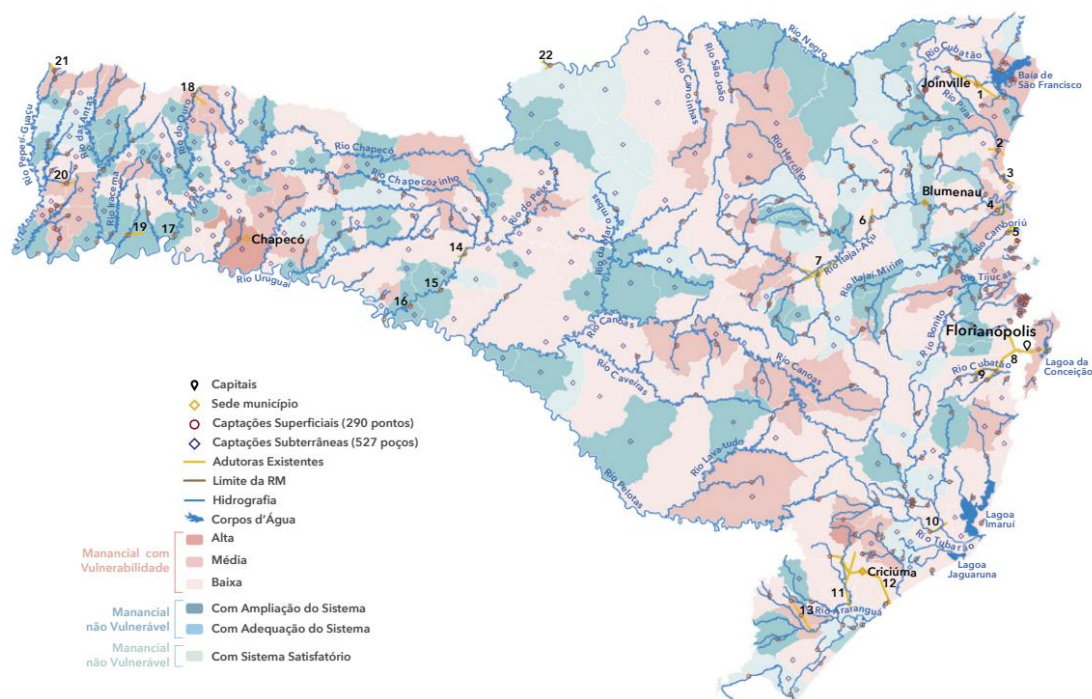 21
18
22
Rio Negro
Rio Cubatão
Joinville
1
Baía de
São Francisco
Rio Piraí
Rio São João
Rio Canoinhas
Rio Peperi-Guaçu
Rio das Antas
Rio do Ouro
Rio Chapecó
Rio Chapecozinho
Rio do Peixe
Rio Hercílio
2
3
Blumenau
4
5
Rio Camboriú
20
Rio Iracema
19
17
Chapecó
Rio Uruguai
14
15
16
6
7
Rio Itajaí-Açu
Rio Itajaí Mirim
Rio Tijucas
Rio Bonito
Rio Canoas
Rio Caveiras
Rio Canoas
Florianópolis
8
Lagoa da
Conceição
Rio Cubatão
9
Rio Lava-tudo
Rio Pelotas
10
Rio Tubarão
Lagoa
Imaruí
Lagoa
Jaguaruna
Criciúma
11
12
13
Rio Araranguá
Capitais
Sede município
Captações Superficiais (290 pontos)
Captações Subterrâneas (527 poços)
Adutoras Existentes
Limite da RM
Hidrografia
Corpos d'Água
Manancial com
Vulnerabilidade
Alta
Média
Baixa
Manancial
não Vulnerável
Com Ampliação do Sistema
Com Adequação do Sistema
Manancial
não Vulnerável
Com Sistema Satisfatório